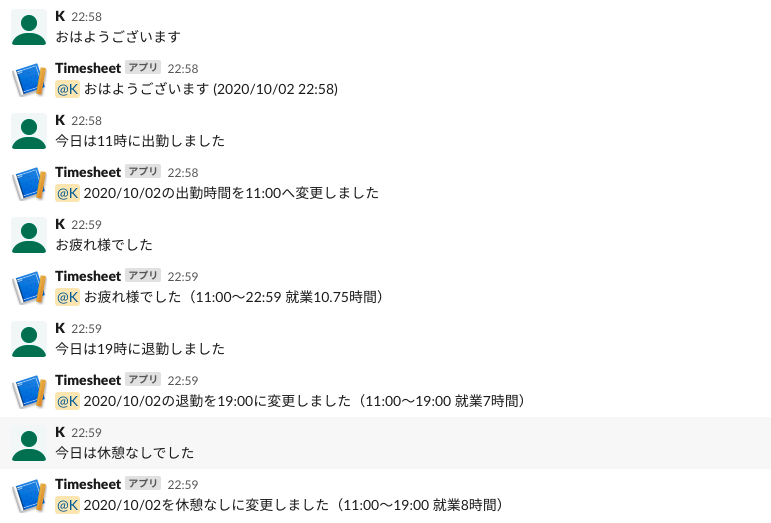 K 22:58
おはようございます
Timesheet アプリ 22:58
@K おはようございます (2020/10/02 22:58)
K 22:58
今日は11時に出勤しました
Timesheet アプリ 22:58
@K 2020/10/02の出勤時間を11:00へ変更しました
K 22:59
お疲れ様でした
Timesheet アプリ 22:59
@K お疲れ様でした（11:00〜22:59 就業10.75時間）
K 22:59
今日は19時に退勤しました
Timesheet アプリ 22:59
@K 2020/10/02の退勤を19:00に変更しました（11:00〜19:00 就業7時間）
K 22:59
今日は休憩なしでした
Timesheet アプリ 22:59
@K 2020/10/02を休憩なしに変更しました（11:00〜19:00 就業8時間）